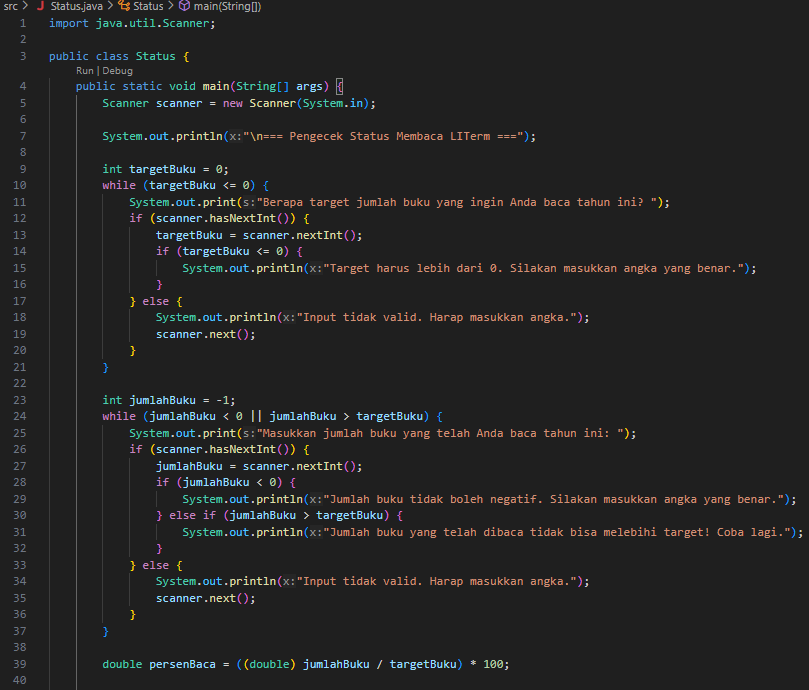 src > J Status.java > Status > main(String[])
1 import java.util.Scanner;
2
3 public class Status {
Run | Debug
4 public static void main(String[] args) {
5 Scanner scanner = new Scanner(System.in);
6
7 System.out.println(x:"\n=== Pengecek Status Membaca LITerm ===");
8
9 int targetBuku = 0;
10 while (targetBuku <= 0) {
11 System.out.print(s:"Berapa target jumlah buku yang ingin Anda baca tahun ini? ");
12 if (scanner.hasNextInt()) {
13 targetBuku = scanner.nextInt();
14 if (targetBuku <= 0) {
15 System.out.println(x:"Target harus lebih dari 0. Silakan masukkan angka yang benar.");
16 }
17 } else {
18 System.out.println(x:"Input tidak valid. Harap masukkan angka.");
19 scanner.next();
20 }
21 }
22
23 int jumlahBuku = -1;
24 while (jumlahBuku < 0 || jumlahBuku > targetBuku) {
25 System.out.print(s:"Masukkan jumlah buku yang telah Anda baca tahun ini: ");
26 if (scanner.hasNextInt()) {
27 jumlahBuku = scanner.nextInt();
28 if (jumlahBuku < 0) {
29 System.out.println(x:"Jumlah buku tidak boleh negatif. Silakan masukkan angka yang benar.");
30 } else if (jumlahBuku > targetBuku) {
31 System.out.println(x:"Jumlah buku yang telah dibaca tidak bisa melebihi target! Coba lagi.");
32 }
33 } else {
34 System.out.println(x:"Input tidak valid. Harap masukkan angka.");
35 scanner.next();
36 }
37 }
38
39 double persenBaca = ((double) jumlahBuku / targetBuku) * 100;
40